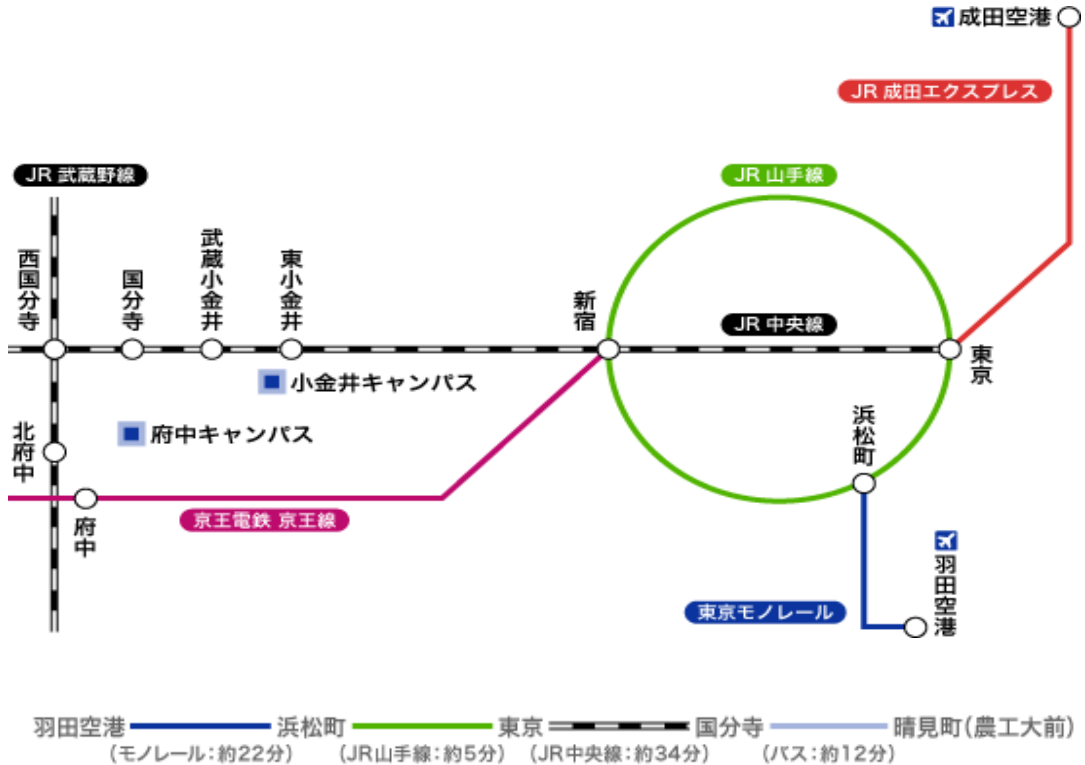 成田空港
JR 成田エクスプレス
JR 武蔵野線
JR 山手線
西国分寺
国分寺
武蔵小金井
東小金井
新宿
JR 中央線
東京
小金井キャンパス
浜松町
北府中
府中キャンパス
府中
京王電鉄 京王線
羽田空港
東京モノレール
羽田空港 浜松町 東京 国分寺 晴見町(農工大前)
(モノレール:約22分) (JR山手線:約5分) (JR中央線:約34分) (バス:約12分)